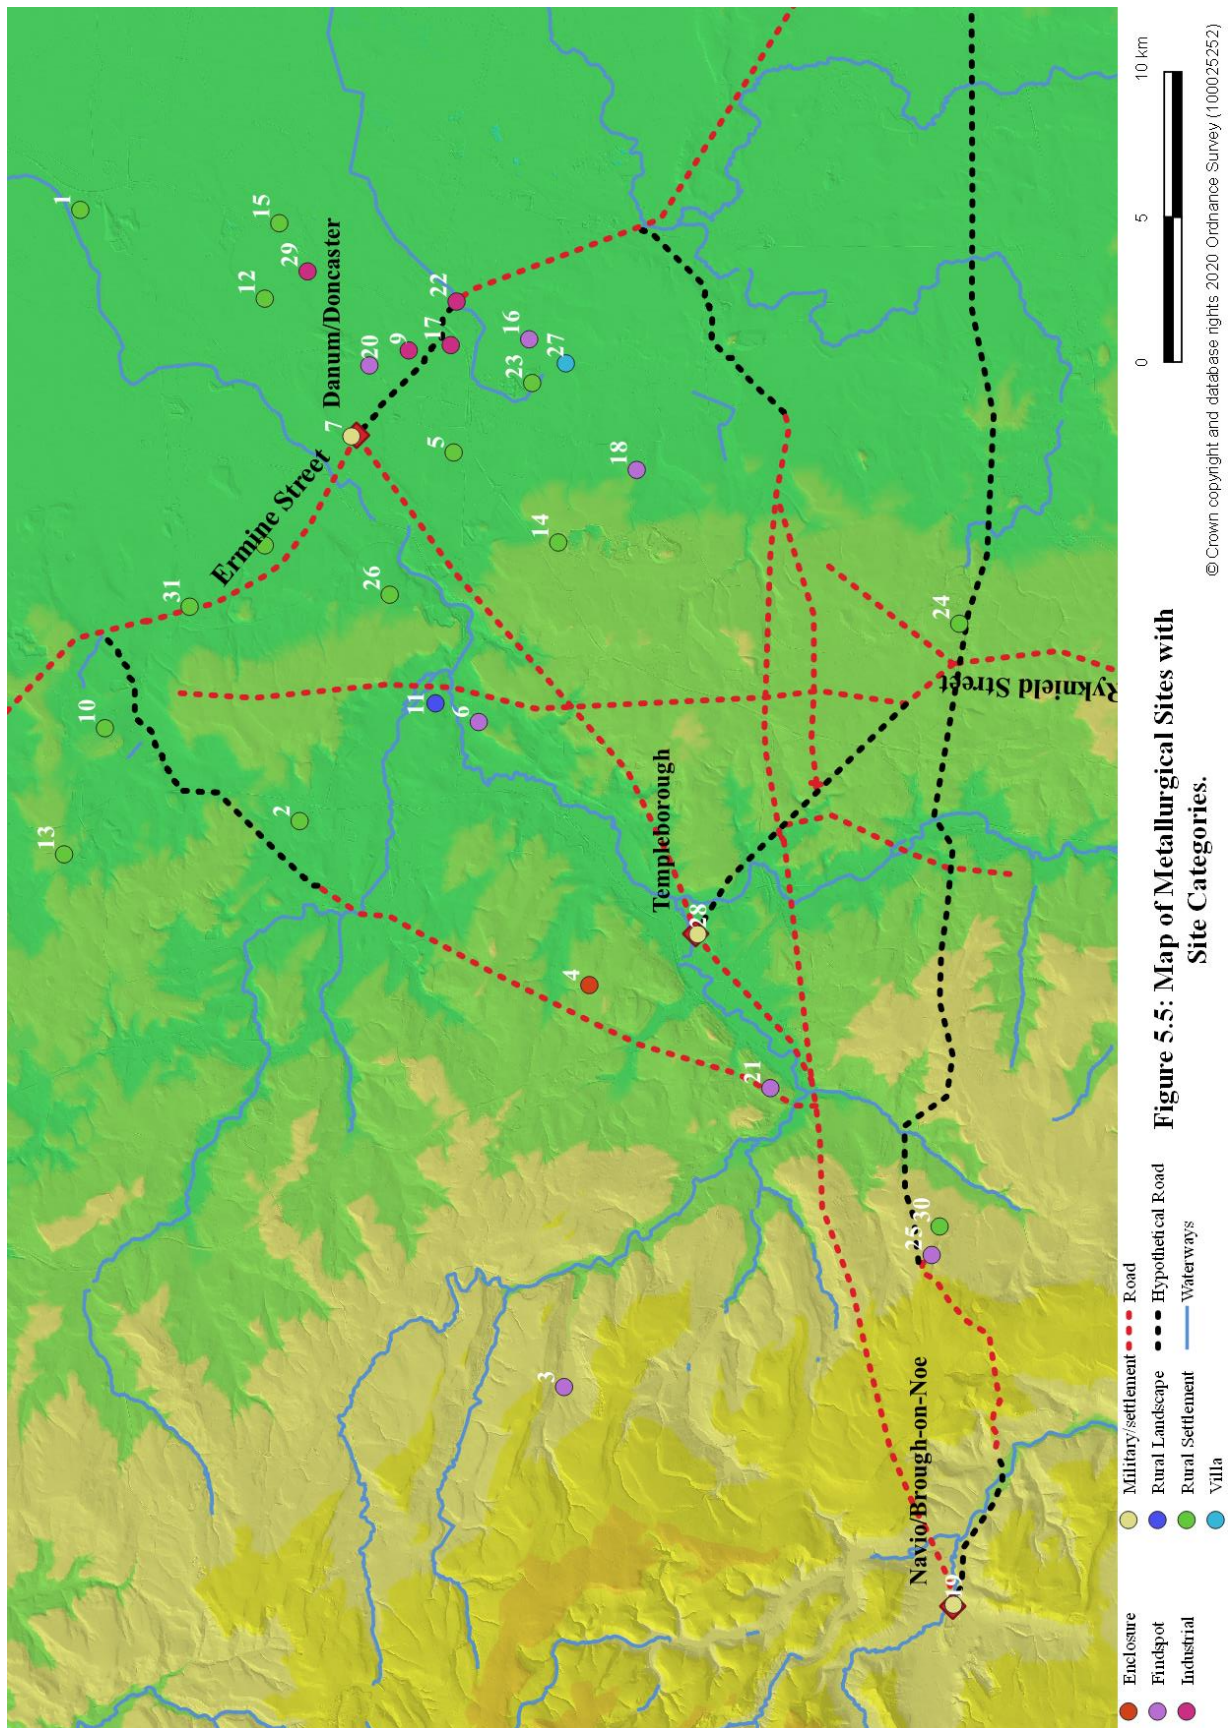 1
15
12
29
Danum/Doncaster
7
20
9
17
22
16
23
27
5
18
Ermine Street
31
26
14
10
11
6
13
2
24
Ryknield Street
Templeborough
28
4
21
25
30
3
Navio/Brough-on-Noe
19
0 5 10 km
© Crown copyright and database rights 2020 Ordnance Survey (100025252)
Figure 5.5: Map of Metallurgical Sites with
Site Categories.
Enclosure
Findspot
Industrial
Military/settlement
Rural Landscape
Rural Settlement
Villa
Road
Hypothetical Road
Waterways